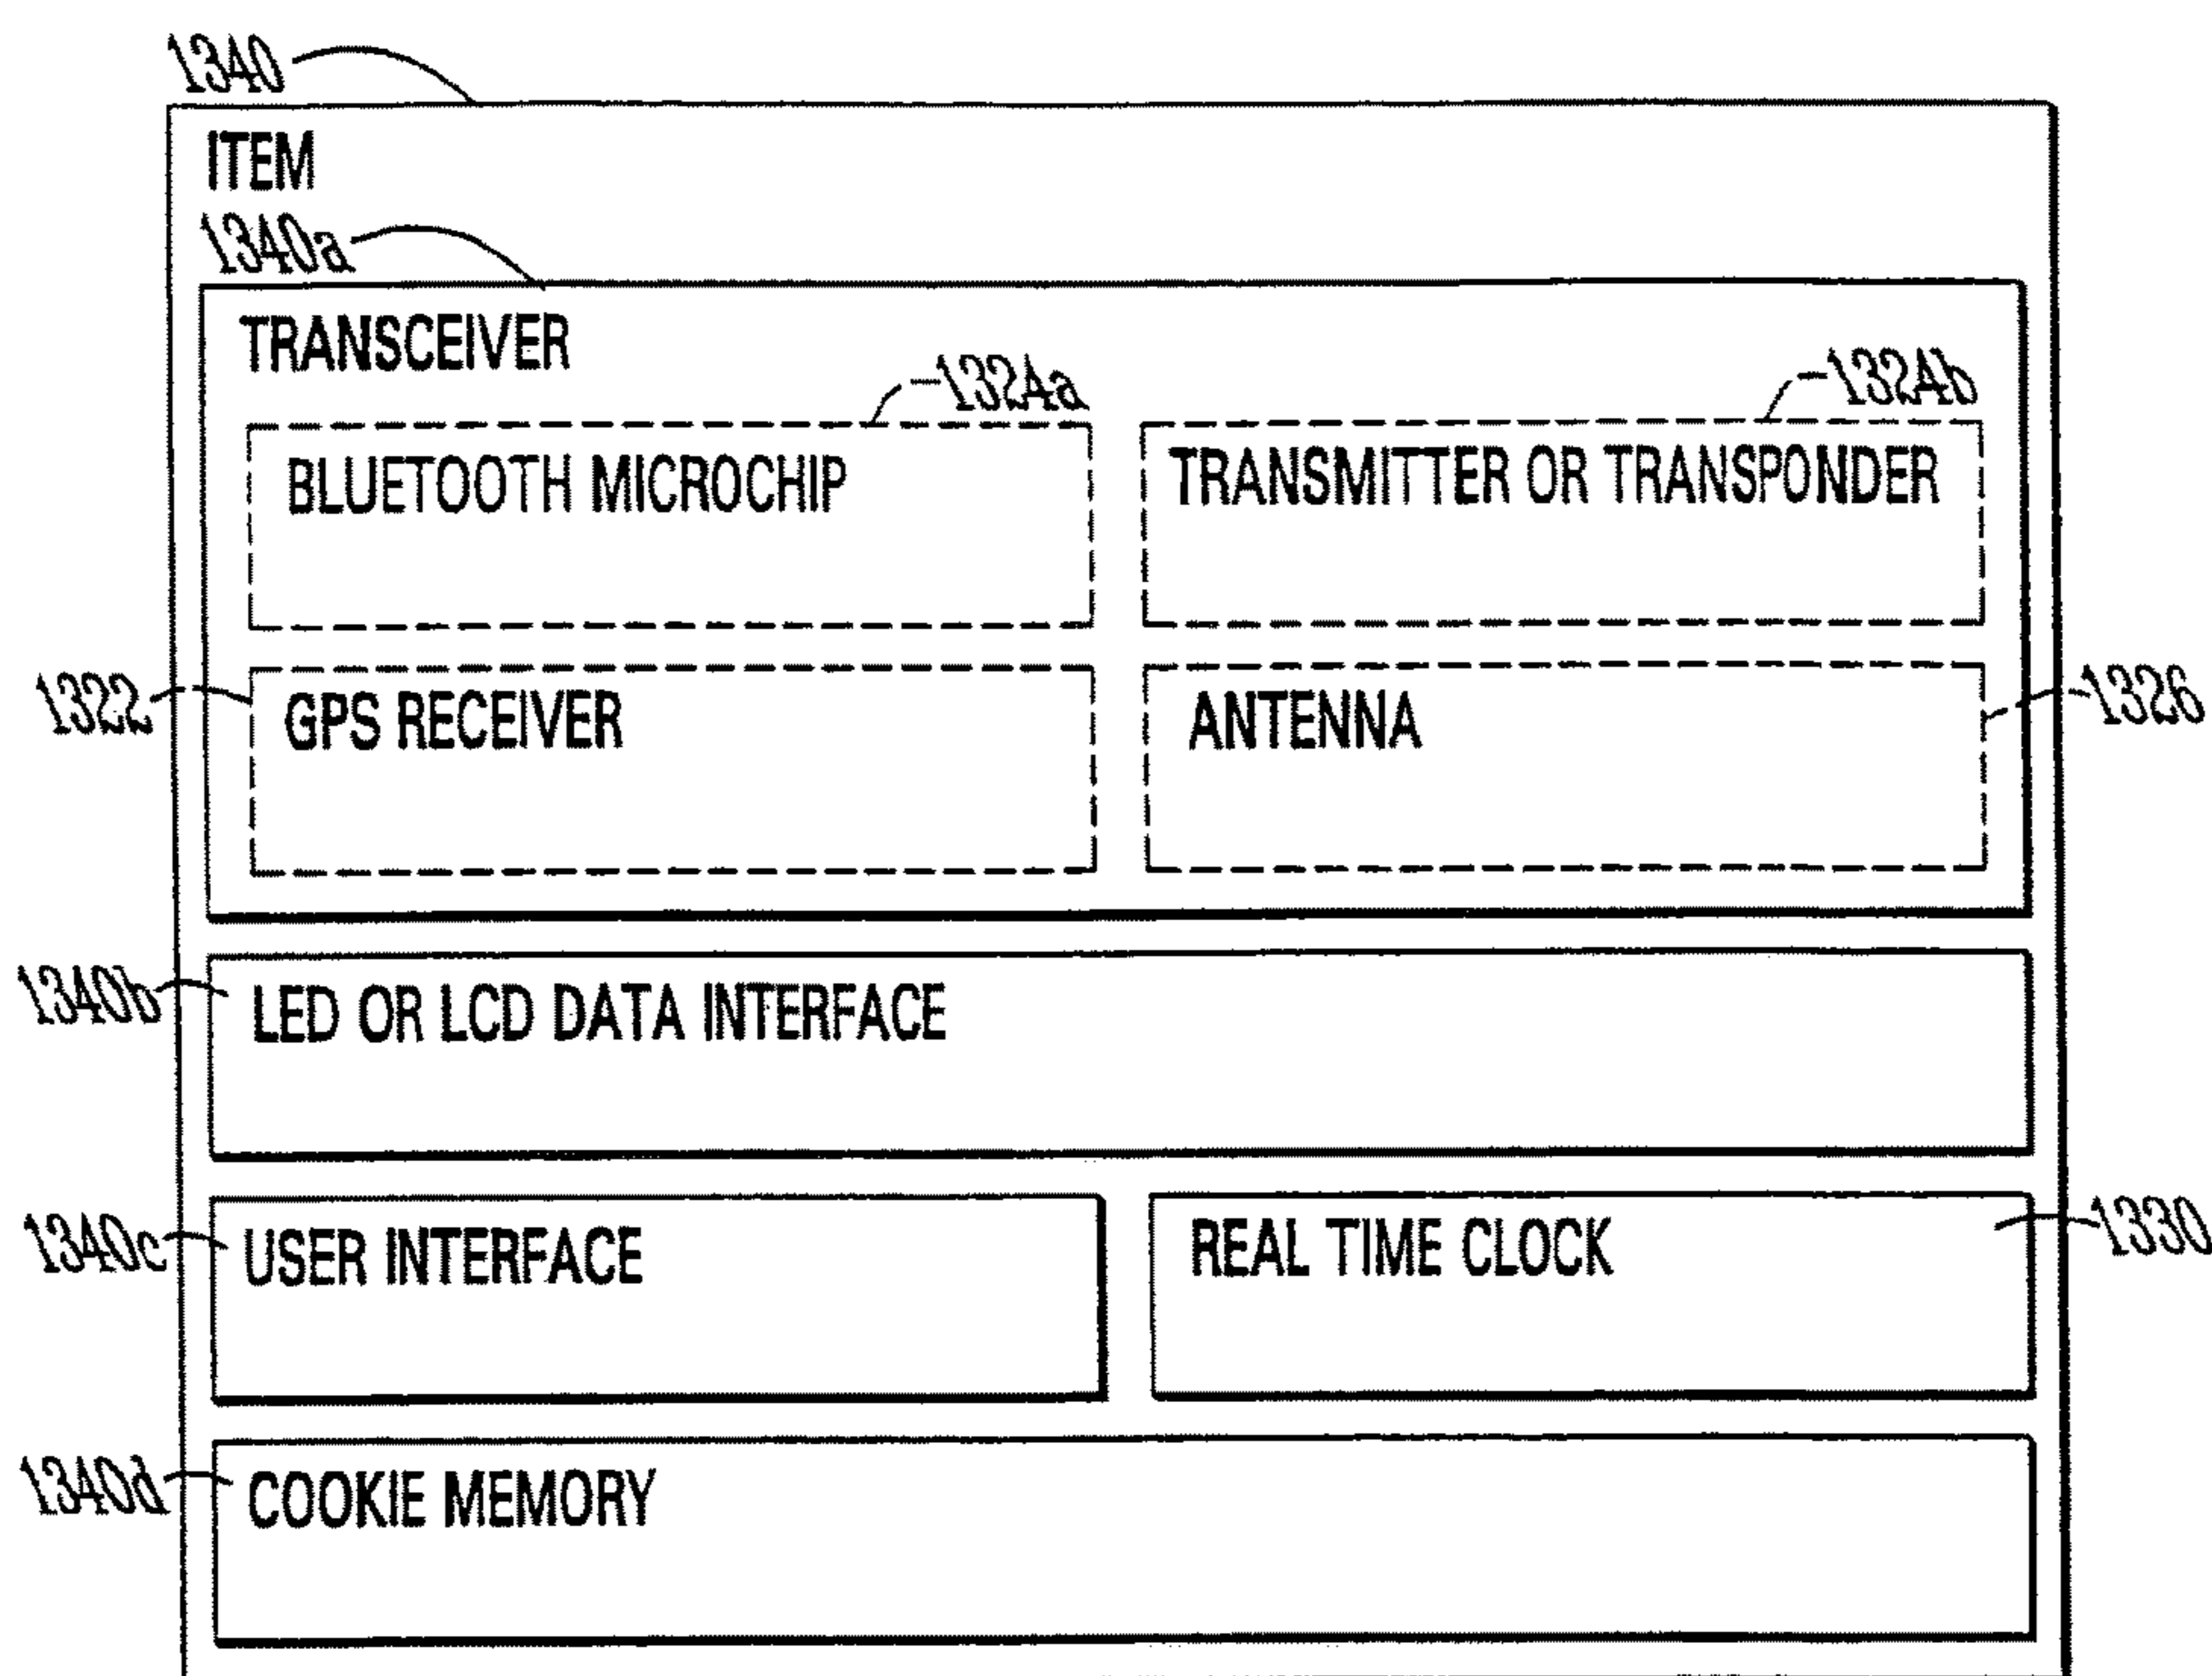 1340
ITEM
1340a
TRANSCEIVER
1324a
1324b
BLUETOOTH MICROCHIP
TRANSMITTER OR TRANSPONDER
1322
GPS RECEIVER
ANTENNA
1326
1340b
LED OR LCD DATA INTERFACE
1340c
USER INTERFACE
REAL TIME CLOCK
1330
1340d
COOKIE MEMORY